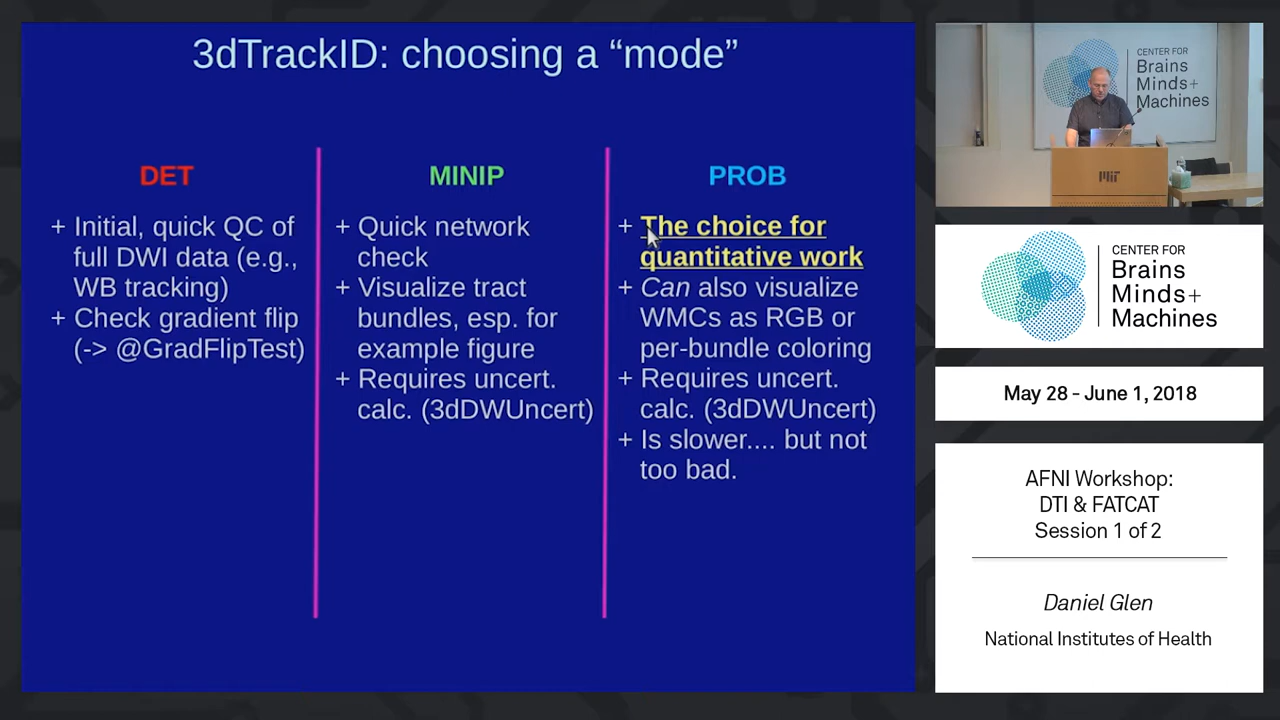 3dTrackID: choosing a “mode”
DET
+ Initial, quick QC of
full DWI data (e.g.,
WB tracking)
+ Check gradient flip
(-> @GradFlipTest)
MINIP
+ Quick network
check
+ Visualize tract
bundles, esp. for
example figure
+ Requires uncert.
calc. (3dDWUncert)
PROB
+ The choice for
quantitative work
+ Can also visualize
WMCs as RGB or
per-bundle coloring
+ Requires uncert.
calc. (3dDWUncert)
+ Is slower.... but not
too bad.
CENTER FOR
Brains
Minds+
Machines
MIT
CENTER FOR
Brains
Minds+
Machines
May 28 - June 1, 2018
AFNI Workshop:
DTI & FATCAT
Session 1 of 2
Daniel Glen
National Institutes of Health